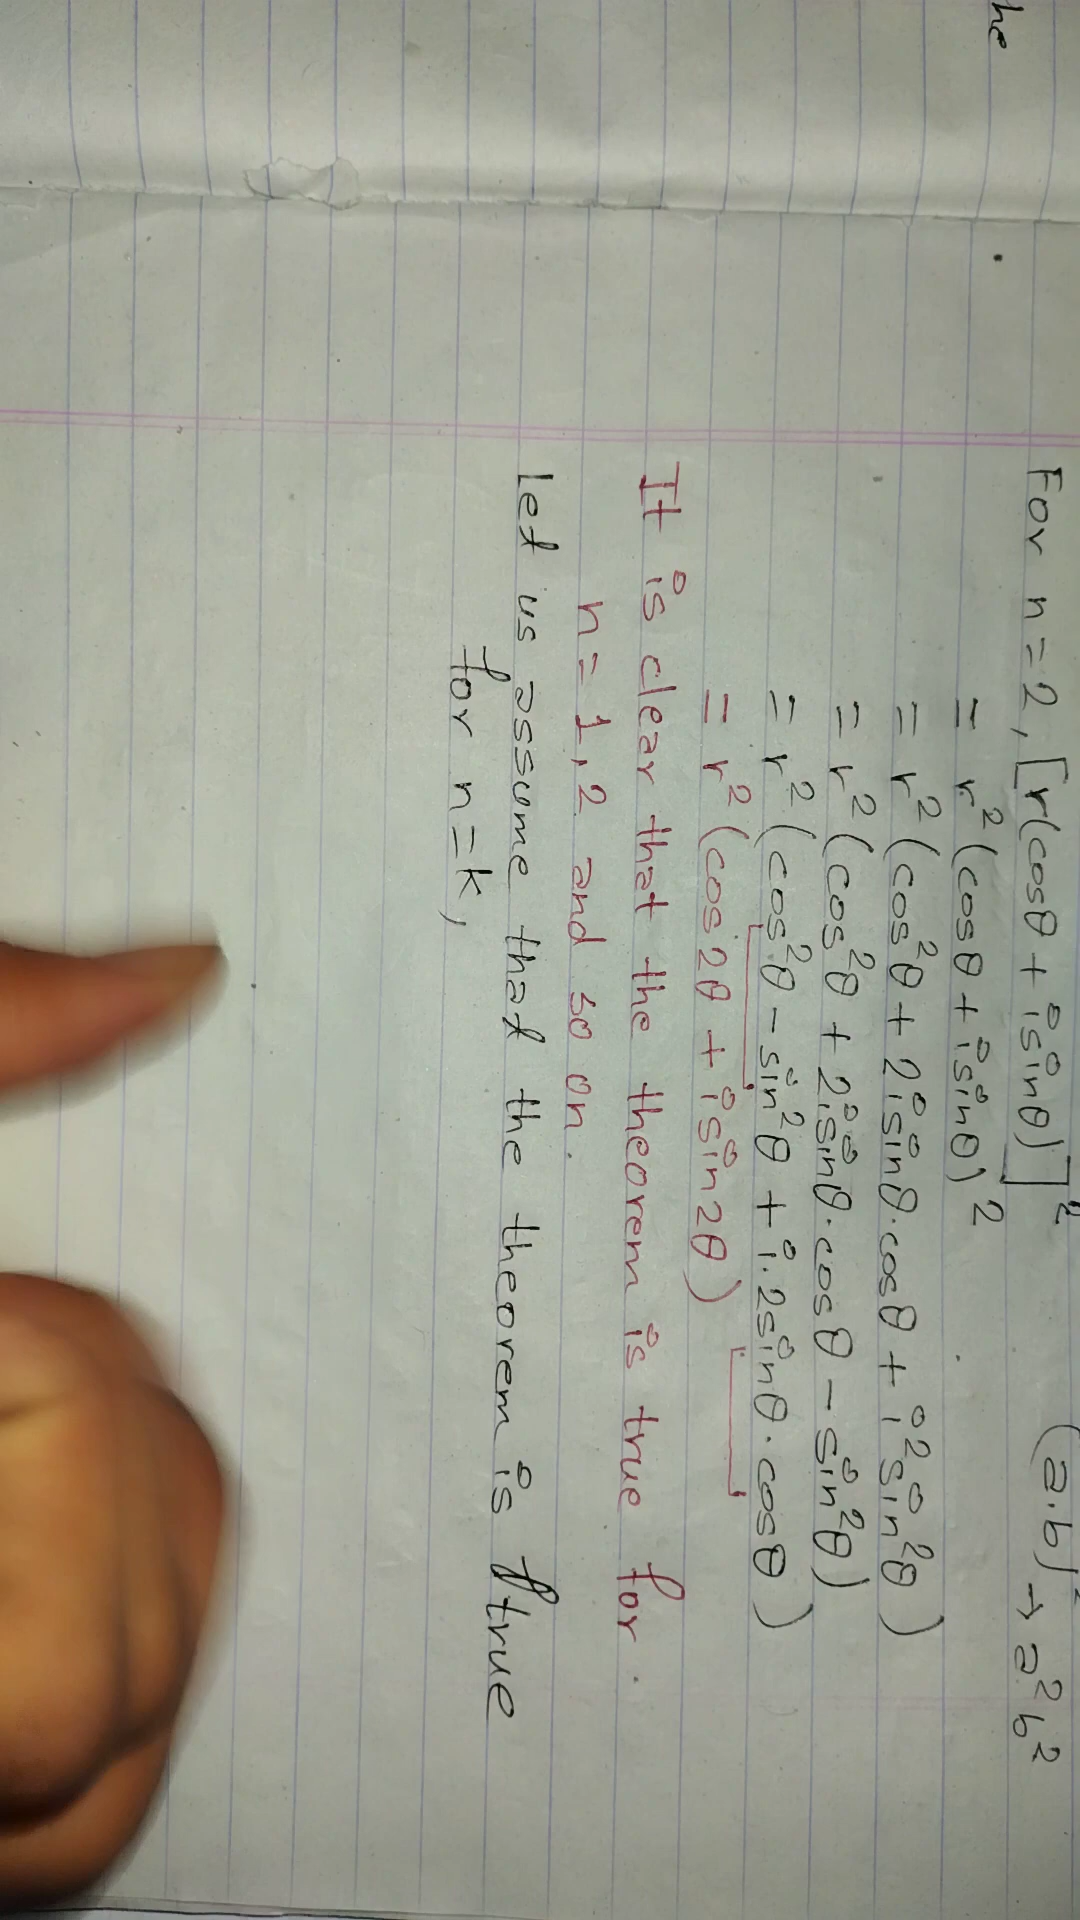 he
For n=2, [r(cosθ + isinθ)]² (a.b)² → a²b²
= r²(cosθ + isinθ)²
= r²(cos²θ + 2isinθ.cosθ + i²sin²θ)
= r²(cos²θ + 2isinθ.cosθ - sin²θ)
= r²(cos²θ - sin²θ + i.2sinθ.cosθ)
= r²(cos2θ + isin2θ)
It is clear that the theorem is true for
n=1,2 and so on.
Let us assume that the theorem is true
for n=k,